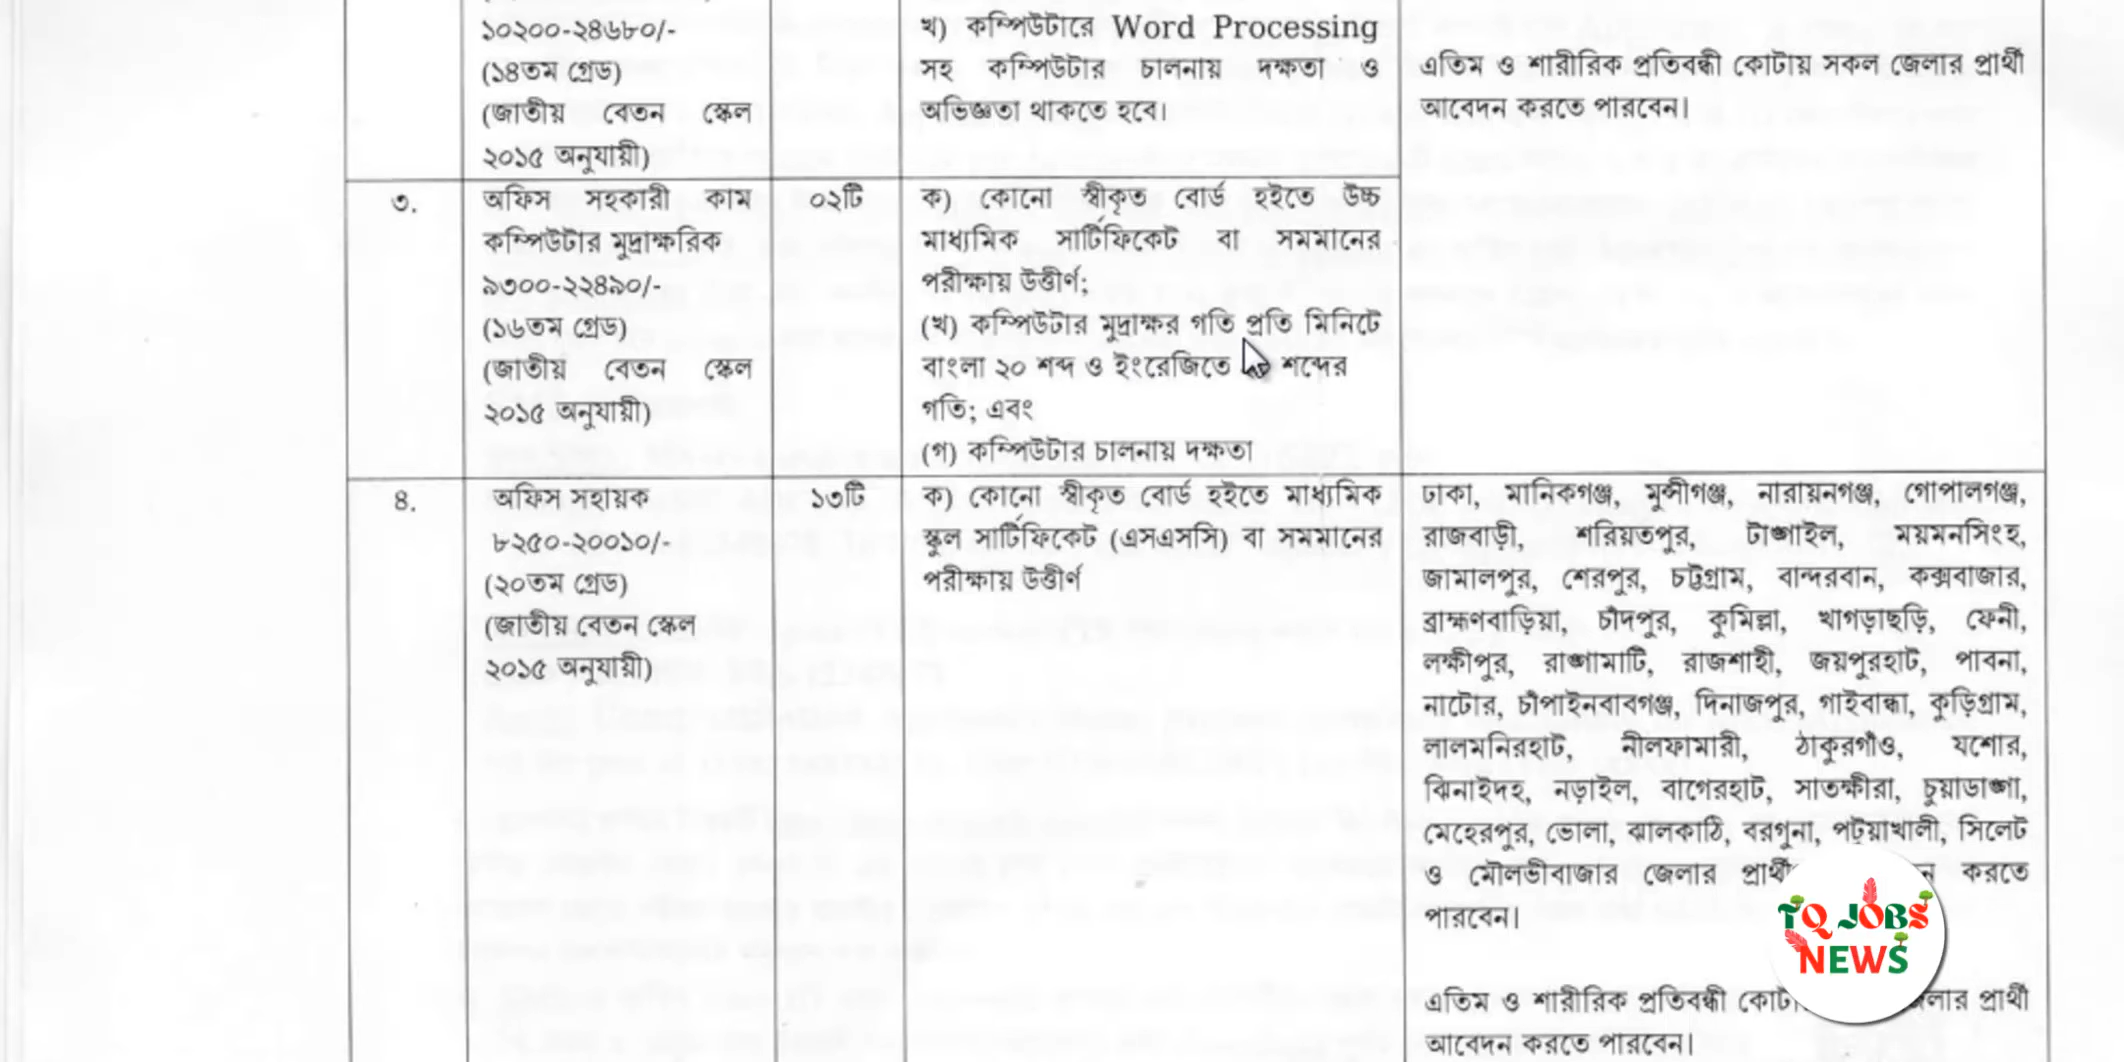 ১০২০০-২৪৬৮০/-
(১৪তম গ্রেড)
(জাতীয় বেতন স্কেল
২০১৫ অনুযায়ী)
খ) কম্পিউটারে Word Processing
সহ কম্পিউটার চালনায় দক্ষতা ও
অভিজ্ঞতা থাকতে হবে।
এতিম ও শারীরিক প্রতিবন্ধী কোটায় সকল জেলার প্রার্থী
আবেদন করতে পারবেন।
৩.
অফিস সহকারী কাম
কম্পিউটার মুদ্রাক্ষরিক
৯৩০০-২২৪৯০/-
(১৬তম গ্রেড)
(জাতীয় বেতন স্কেল
২০১৫ অনুযায়ী)
০২টি
ক) কোনো স্বীকৃত বোর্ড হইতে উচ্চ
মাধ্যমিক সার্টিফিকেট বা সমমানের
পরীক্ষায় উত্তীর্ণ;
(খ) কম্পিউটার মুদ্রাক্ষর গতি প্রতি মিনিটে
বাংলা ২০ শব্দ ও ইংরেজিতে শব্দের
গতি; এবং
(গ) কম্পিউটার চালনায় দক্ষতা
৪.
অফিস সহায়ক
৮২৫০-২০০১০/-
(২০তম গ্রেড)
(জাতীয় বেতন স্কেল
২০১৫ অনুযায়ী)
১৩টি
ক) কোনো স্বীকৃত বোর্ড হইতে মাধ্যমিক
স্কুল সার্টিফিকেট (এসএসসি) বা সমমানের
পরীক্ষায় উত্তীর্ণ
ঢাকা, মানিকগঞ্জ, মুন্সীগঞ্জ, নারায়নগঞ্জ, গোপালগঞ্জ,
রাজবাড়ী, শরিয়তপুর, টাঙ্গাইল, ময়মনসিংহ,
জামালপুর, শেরপুর, চট্টগ্রাম, বান্দরবান, কক্সবাজার,
ব্রাহ্মণবাড়িয়া, চাঁদপুর, কুমিল্লা, খাগড়াছড়ি, ফেনী,
লক্ষীপুর, রাঙ্গামাটি, রাজশাহী, জয়পুরহাট, পাবনা,
নাটোর, চাঁপাইনবাবগঞ্জ, দিনাজপুর, গাইবান্ধা, কুড়িগ্রাম,
লালমনিরহাট, নীলফামারী, ঠাকুরগাঁও, যশোর,
ঝিনাইদহ, নড়াইল, বাগেরহাট, সাতক্ষীরা, চুয়াডাঙ্গা,
মেহেরপুর, ভোলা, ঝালকাঠি, বরগুনা, পটুয়াখালী, সিলেট
ও মৌলভীবাজার জেলার করতে
পারবেন।
এতিম ও শারীরিক প্রতিবন্ধী প্রার্থী
আবেদন করতে পারবেন।
TQ JOBS
NEWS